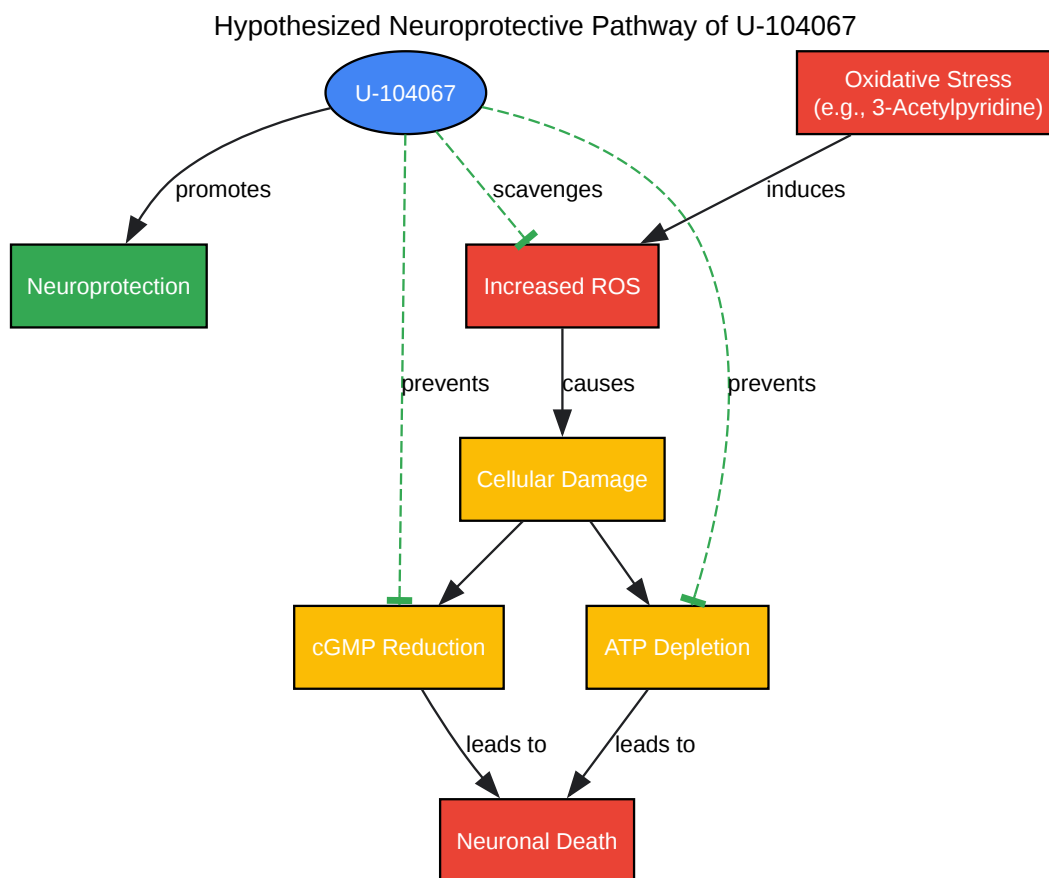 Hypothesized Neuroprotective Pathway of U-104067
U-104067
Oxidative Stress
(e.g., 3-Acetylpyridine)
promotes
scavenges
induces
Neuroprotection
Increased ROS
prevents
causes
prevents
Cellular Damage
cGMP Reduction
ATP Depletion
leads to
leads to
Neuronal Death